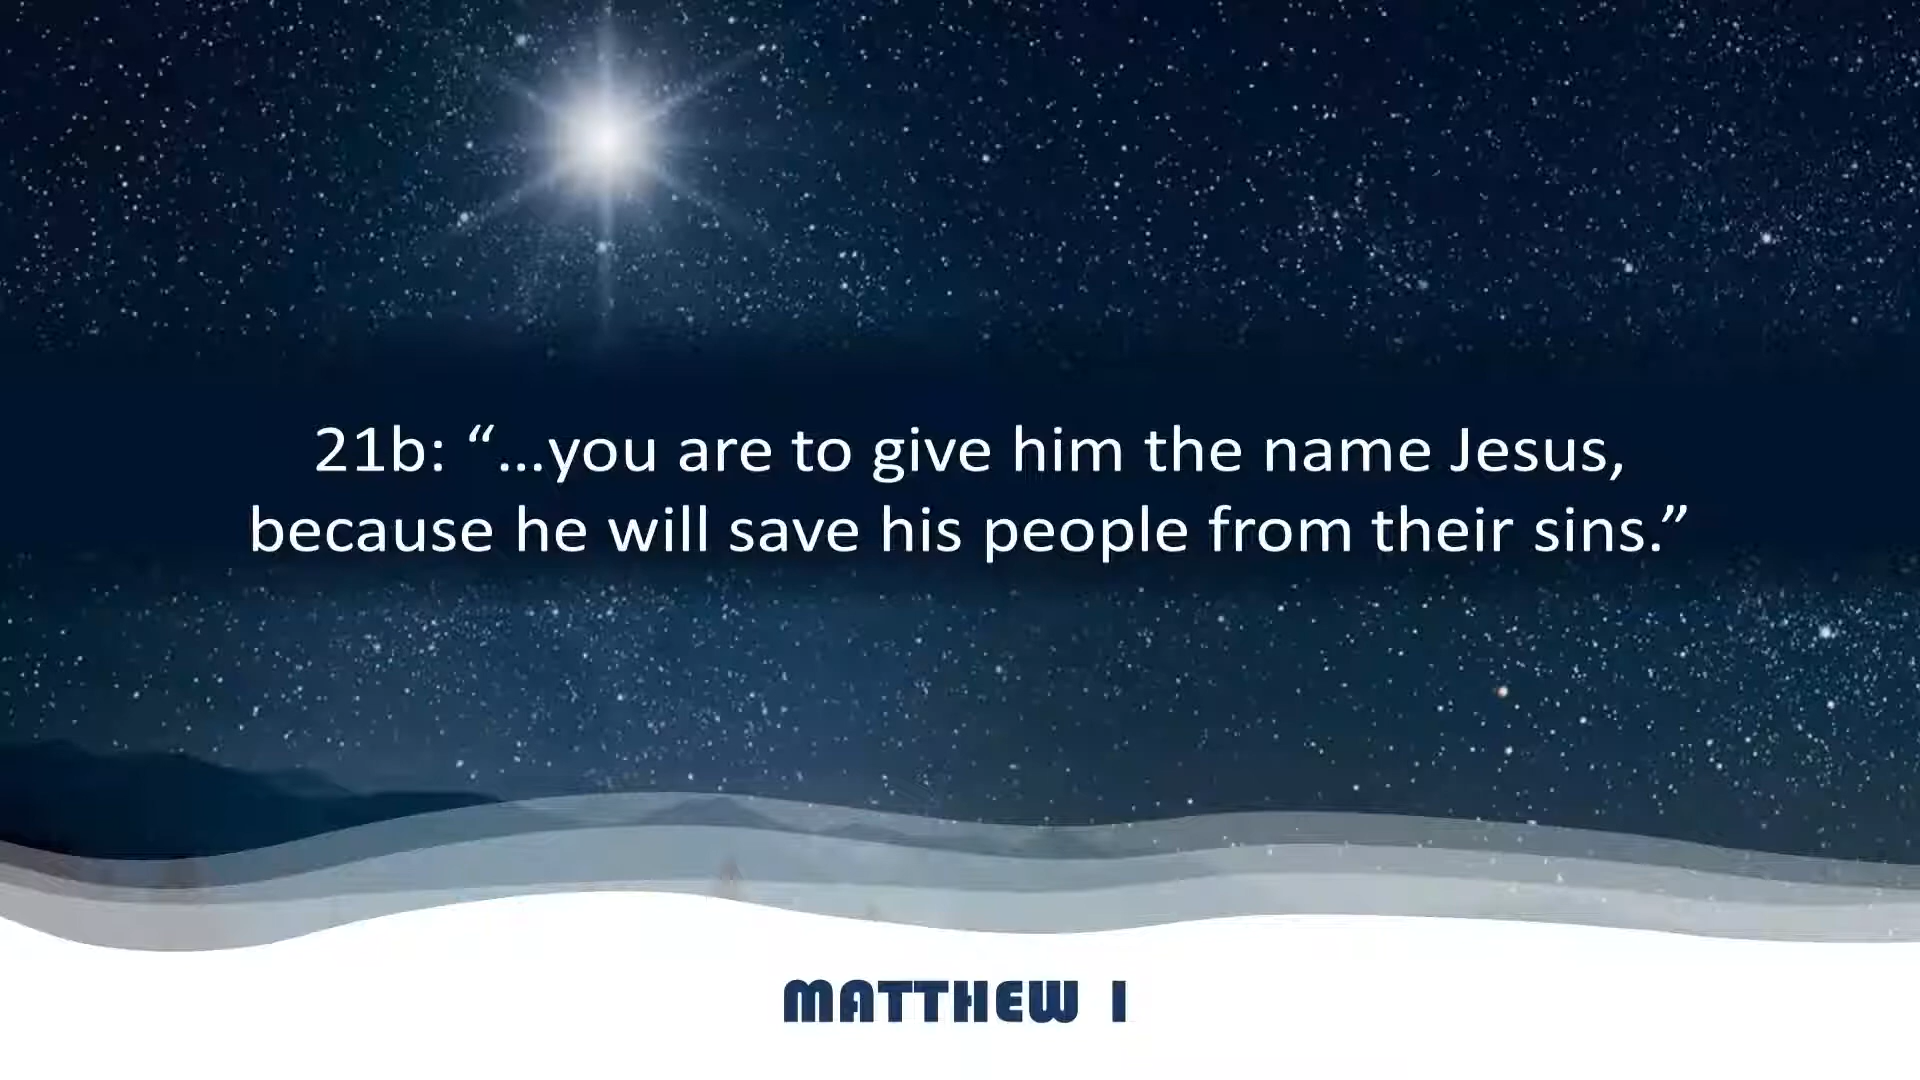 21b: “…you are to give him the name Jesus,
because he will save his people from their sins.”
MATTHEW 1